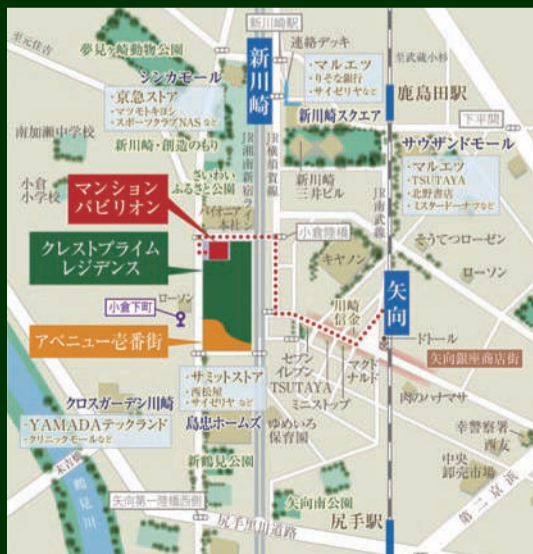 至元住吉
夢見ヶ崎動物公園
新川崎駅
連絡デッキ
至武蔵小杉
新川崎
シンカモール
・京急ストア
・マツモトキヨシ
・スポーツクラブNASなど
・マルエツ
・りそな銀行
・サイゼリヤなど
鹿島田駅
下平間
南加瀬中学校
新川崎・創造のもり
新川崎スクエア
サウザンドモール
・マルエツ
・TSUTAYA
・北野書店
・ミスタードーナツなど
小倉
小学校
さいわい
ふるさと公園
JR湘南新宿ラ
JR横須賀線
新川崎
三井ビル
JR南武線
マンション
パビリオン
パイオニア
本社
小倉陸橋
そうてつローゼン
キヤノン
ローソン
クレストプライム
レジデンス
矢向
小倉下町
ローソン
川崎
信金
ドトール
アベニュー壱番街
セブン
イレブン
TSUTAYA
マクド
ナルド
ミニストップ
矢向銀座商店街
・サミットストア
・西松屋
・サイゼリヤなど
肉のハナマサ
クロスガーデン川崎
・YAMADAテックランド
・クリニックモールなど
島忠ホームズ
ゆめいろ
保育園
幸警察署
西友
末吉橋
新鶴見公園
中央
卸売市場
鶴見川
矢向第一陸橋西側
矢向南公園
尻手黒川道路
尻手駅
第二京浜